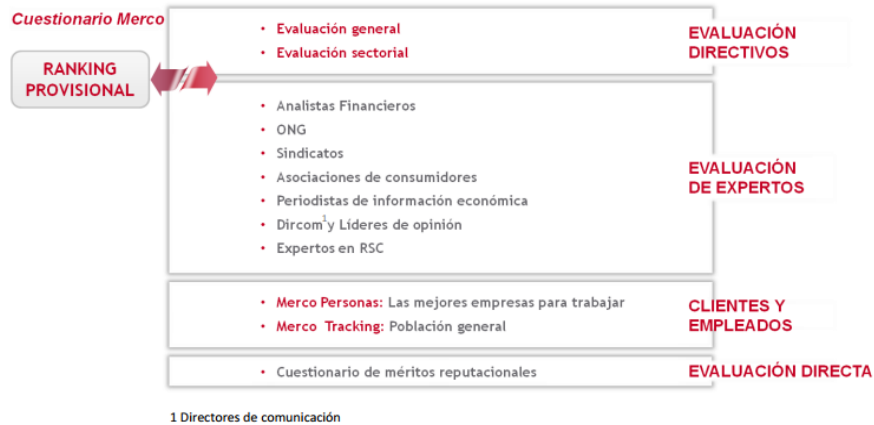 Cuestionario Merco
• Evaluación general
• Evaluación sectorial
EVALUACIÓN
DIRECTIVOS
RANKING
PROVISIONAL
• Analistas Financieros
• ONG
• Sindicatos
• Asociaciones de consumidores
• Periodistas de información económica
• Dircom¹y Líderes de opinión
• Expertos en RSC
EVALUACIÓN
DE EXPERTOS
• Merco Personas: Las mejores empresas para trabajar
• Merco Tracking: Población general
CLIENTES Y
EMPLEADOS
• Cuestionario de méritos reputacionales
EVALUACIÓN DIRECTA
1 Directores de comunicación